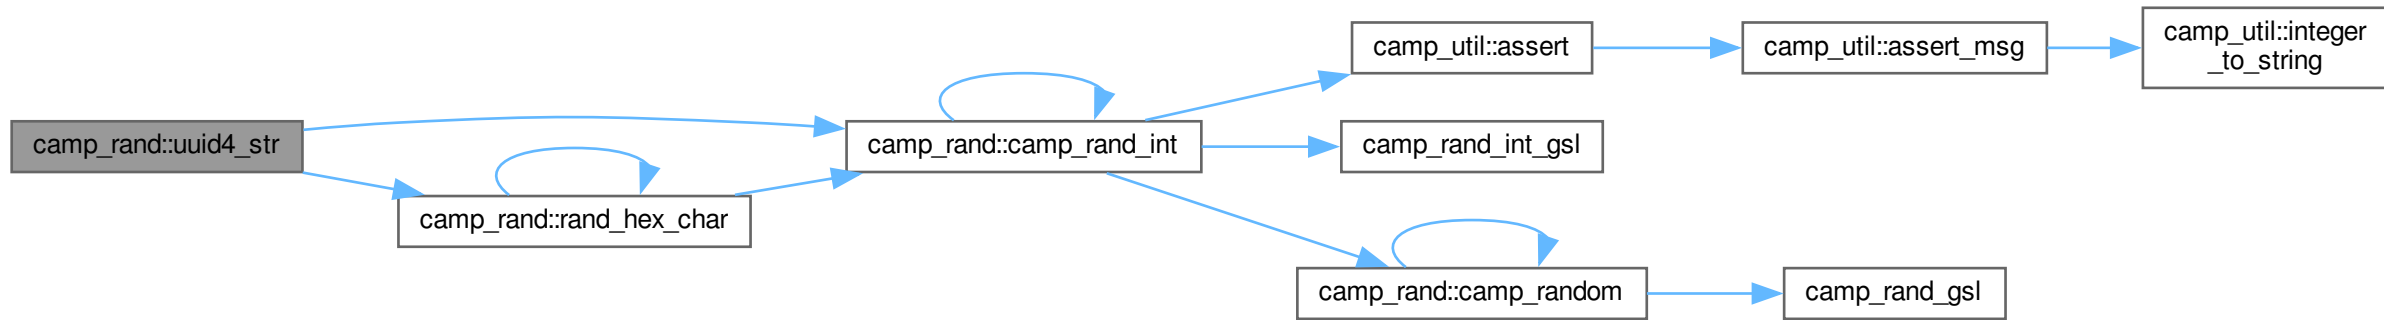 camp_rand::uuid4_str
camp_rand::rand_hex_char
camp_rand::camp_rand_int
camp_util::assert
camp_util::assert_msg
camp_util::integer
_to_string
camp_rand_int_gsl
camp_rand::camp_random
camp_rand_gsl